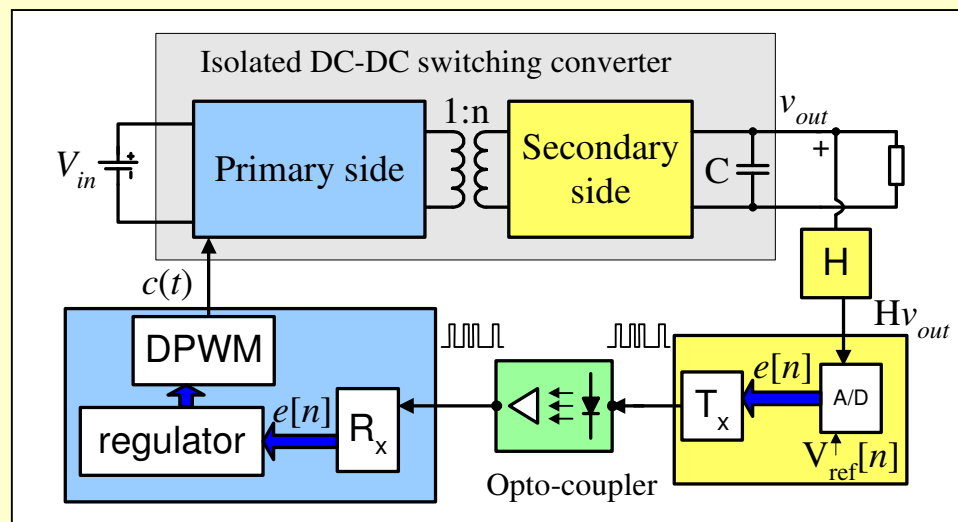 Isolated DC-DC switching converter
1:n
v_out
V_in
Primary side
Secondary
side
C
+
H
c(t)
Hv_out
DPWM
e[n]
e[n]
A/D
T_x
R_x
regulator
V_ref[n]
Opto-coupler